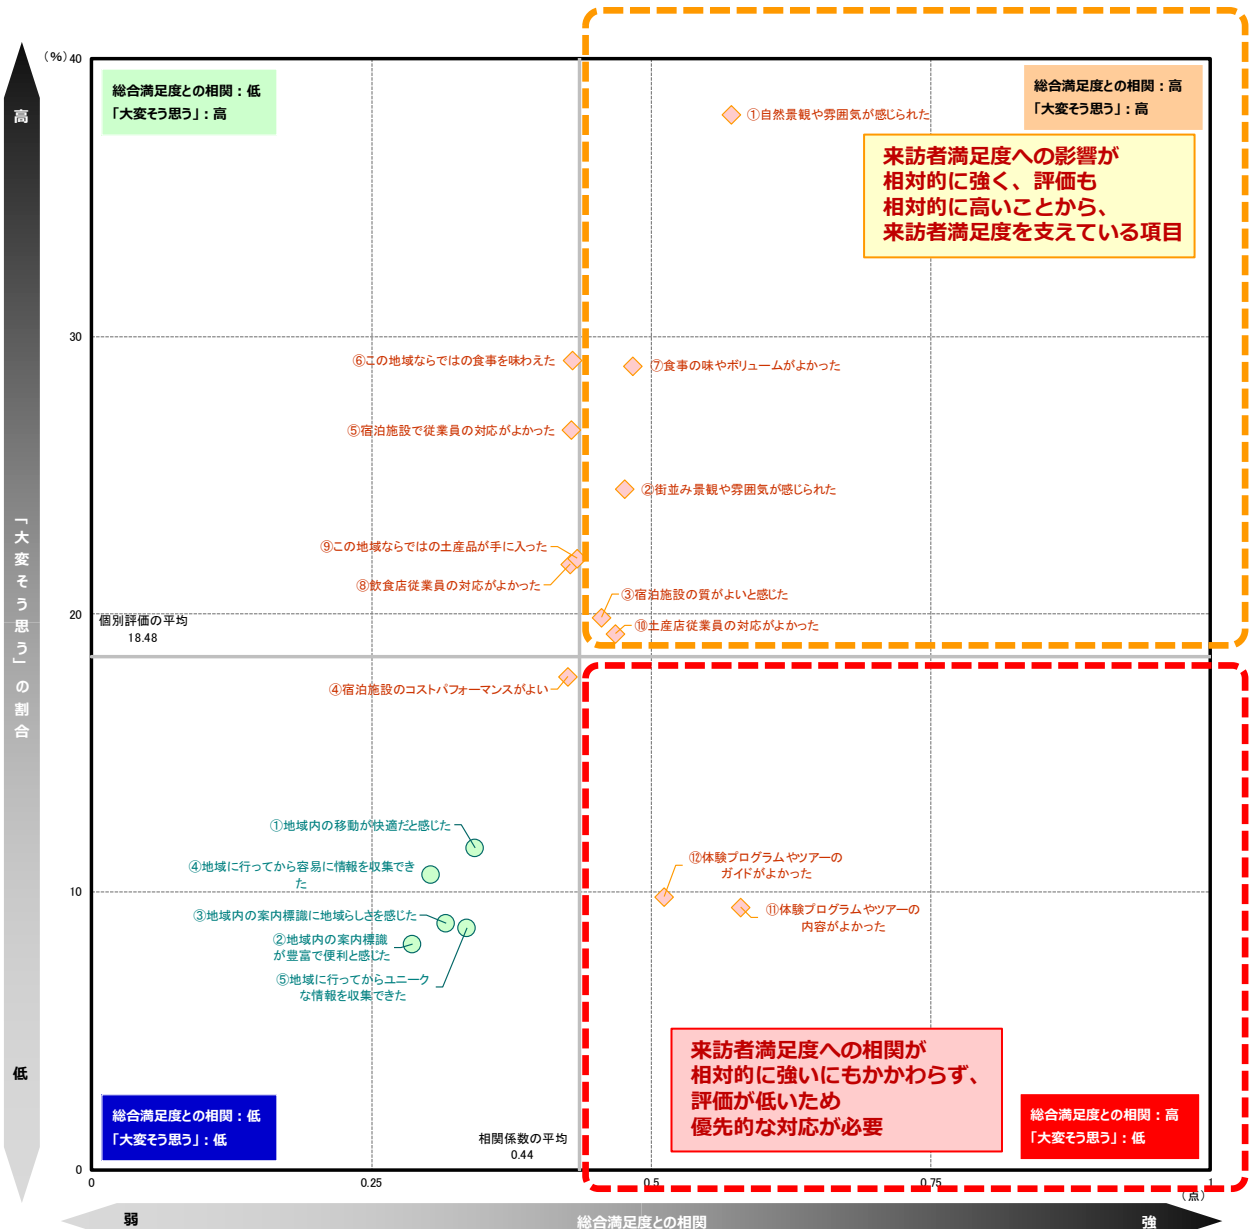 (%)
40
30
20
10
0
高
「大変そう思う」の割合
低
総合満足度との相関：低
「大変そう思う」：高
総合満足度との相関：高
「大変そう思う」：高
①自然景観や雰囲気が感じられた
来訪者満足度への影響が
相対的に強く、評価も
相対的に高いことから、
来訪者満足度を支えている項目
⑥この地域ならではの食事を味わえた
⑦食事の味やボリュームがよかった
⑤宿泊施設で従業員の対応がよかった
②街並み景観や雰囲気が感じられた
⑨この地域ならではの土産品が手に入った
⑧飲食店従業員の対応がよかった
③宿泊施設の質がよいと感じた
⑩土産店従業員の対応がよかった
個別評価の平均
18.48
④宿泊施設のコストパフォーマンスがよい
①地域内の移動が快適だと感じた
④地域に行ってから容易に情報を収集でき
た
③地域内の案内標識に地域らしさを感じた
②地域内の案内標識
が豊富で便利と感じた
⑤地域に行ってからユニーク
な情報を収集できた
⑫体験プログラムやツアーの
ガイドがよかった
⑪体験プログラムやツアーの
内容がよかった
来訪者満足度への相関が
相対的に強いにもかかわらず、
評価が低いため
優先的な対応が必要
総合満足度との相関：低
「大変そう思う」：低
相関係数の平均
0.44
総合満足度との相関：高
「大変そう思う」：低
0
0.25
0.5
0.75
1
(点)
弱
総合満足度との相関
強